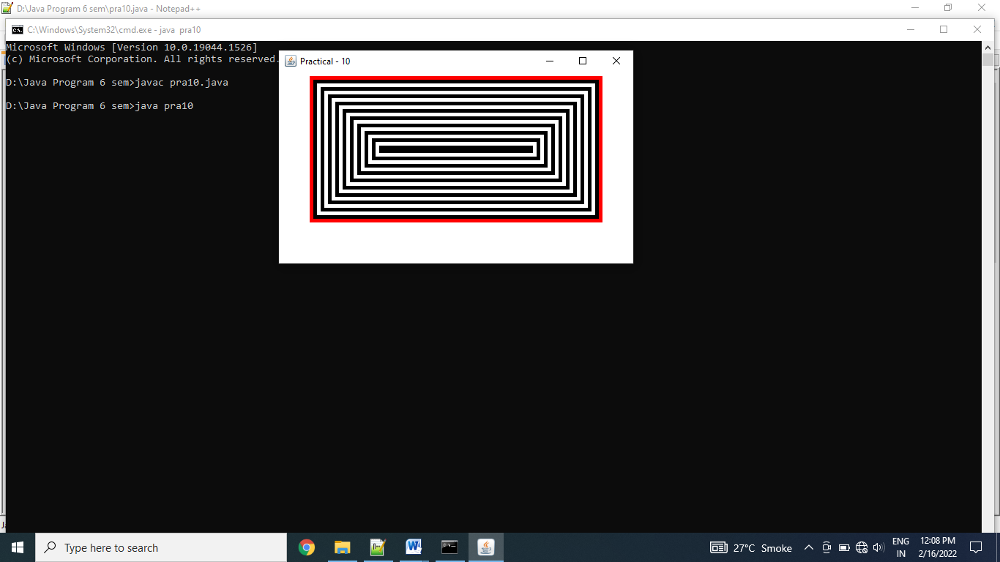 D:\Java Program 6 sem\pra10.java - Notepad++
C:\Windows\System32\cmd.exe - java  pra10
Microsoft Windows [Version 10.0.19044.1526]
(c) Microsoft Corporation. All rights reserved.
Practical - 10
D:\Java Program 6 sem>javac pra10.java
D:\Java Program 6 sem>java pra10
Type here to search
27°C Smoke
ENG
IN
12:08 PM
2/16/2022